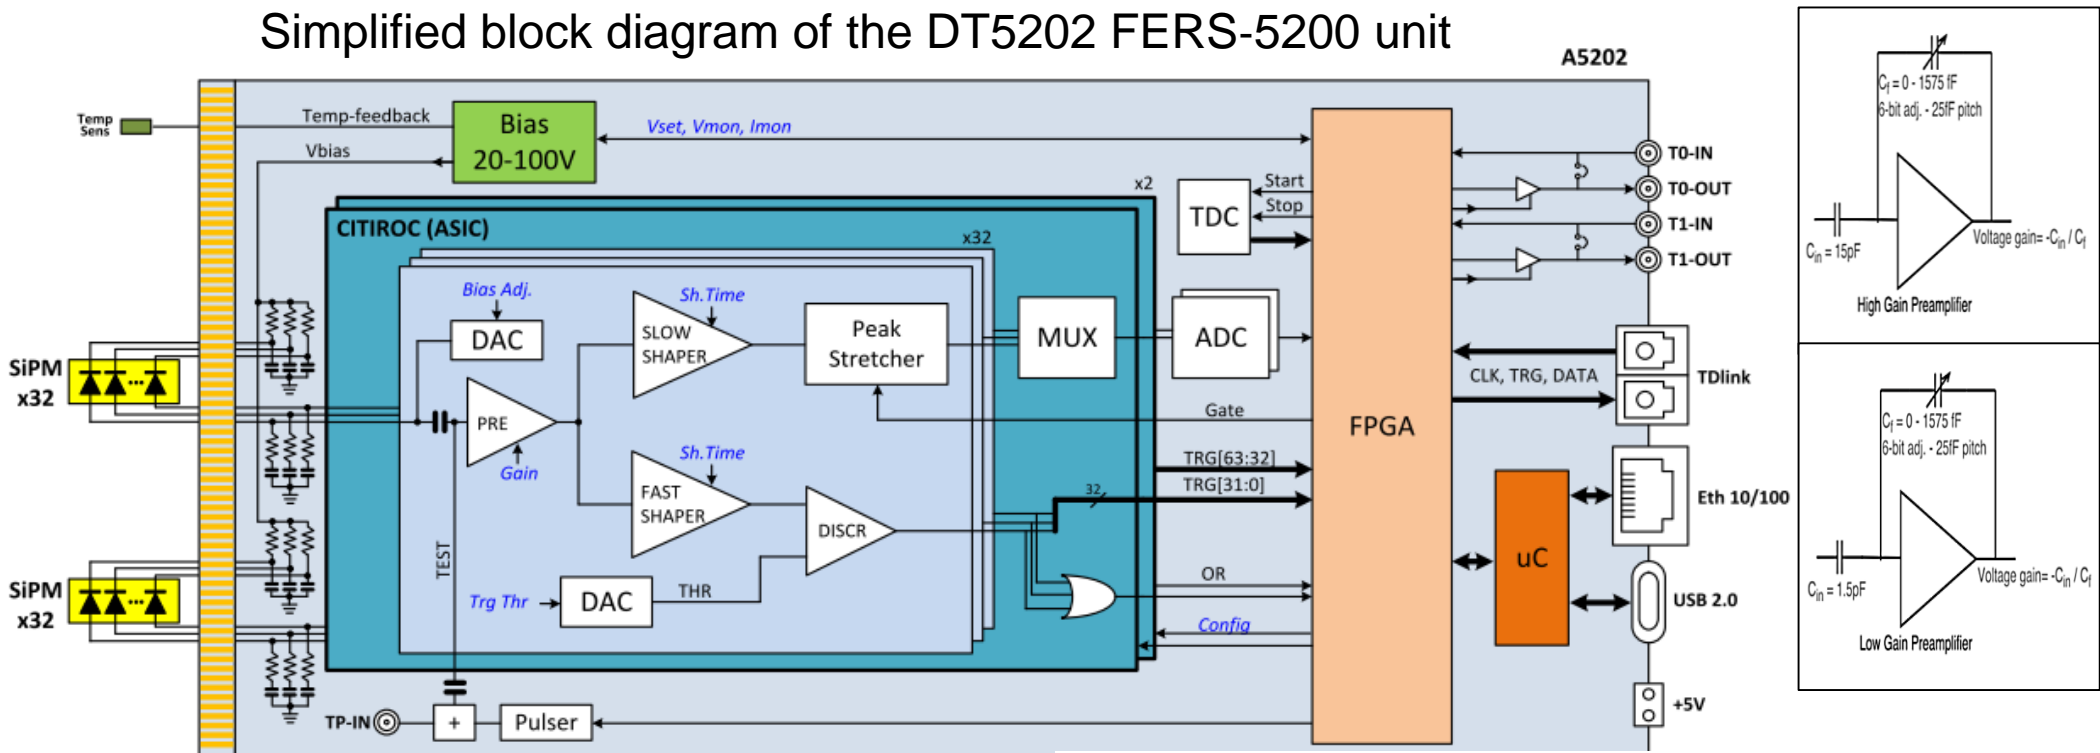 Simplified block diagram of the DT5202 FERS-5200 unit
A5202
Temp
Sens
Temp-feedback
Vbias
Bias
20-100V
Vset, Vmon, Imon
x2
CITIROC (ASIC)
x32
Bias Adj.
DAC
PRE
Gain
Sh.Time
SLOW
SHAPER
Peak
Stretcher
MUX
ADC
TDC
Start
Stop
Gate
Sh.Time
FAST
SHAPER
DISCR
TEST
Trg Thr
DAC
THR
32
TRG[63:32]
TRG[31:0]
OR
Config
SiPM
x32
SiPM
x32
TP-IN
+
Pulser
FPGA
uC
CLK, TRG, DATA
T0-IN
T0-OUT
T1-IN
T1-OUT
TDlink
Eth 10/100
USB 2.0
+5V
Cf = 0 - 1575 fF
6-bit adj. - 25fF pitch
Cin = 15pF
Voltage gain= -Cin / Cf
High Gain Preamplifier
Cf = 0 - 1575 fF
6-bit adj. - 25fF pitch
Cin = 1.5pF
Voltage gain= -Cin / Cf
Low Gain Preamplifier